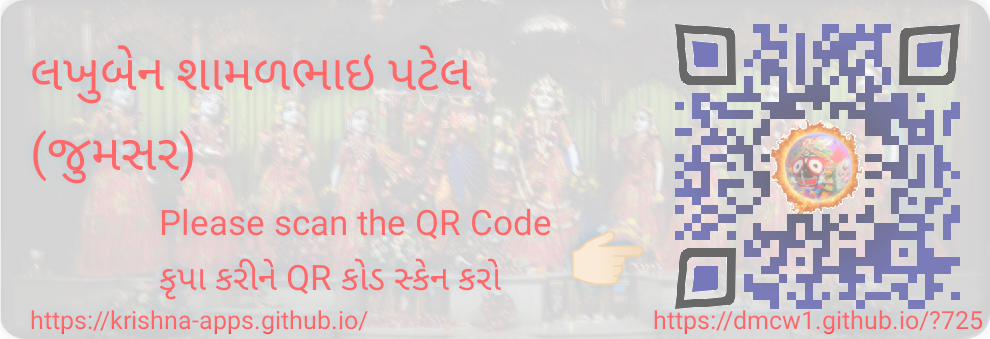 લખુબેન શામળભાઇ પટેલ
(જુમસર)
Please scan the QR Code
કૃપા કરીને QR કોડ સ્કેન કરો
https://krishna-apps.github.io/
https://dmcw1.github.io/?725